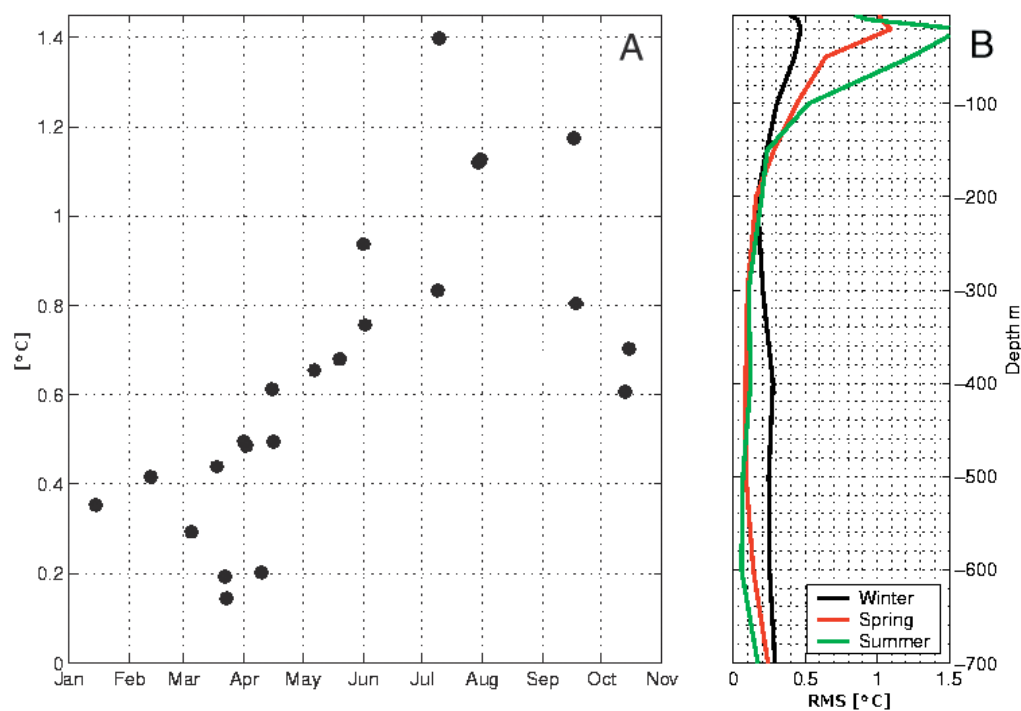 A
1.4
1.2
1
0.8
0.6
0.4
0.2
0
[°C]
Jan Feb Mar Apr May Jun Jul Aug Sep Oct Nov
B
-100
-200
-300
-400
-500
-600
-700
Depth m
Winter
Spring
Summer
0 0.5 1 1.5
RMS [°C]